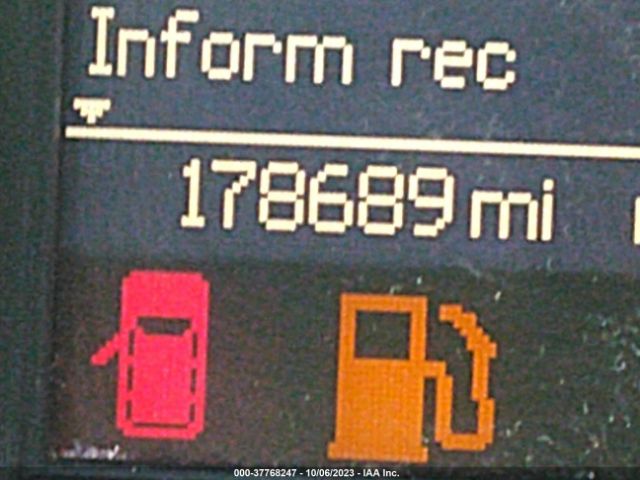 Inform rec
178689 mi
000-37768247 - 10/06/2023 - IAA Inc.